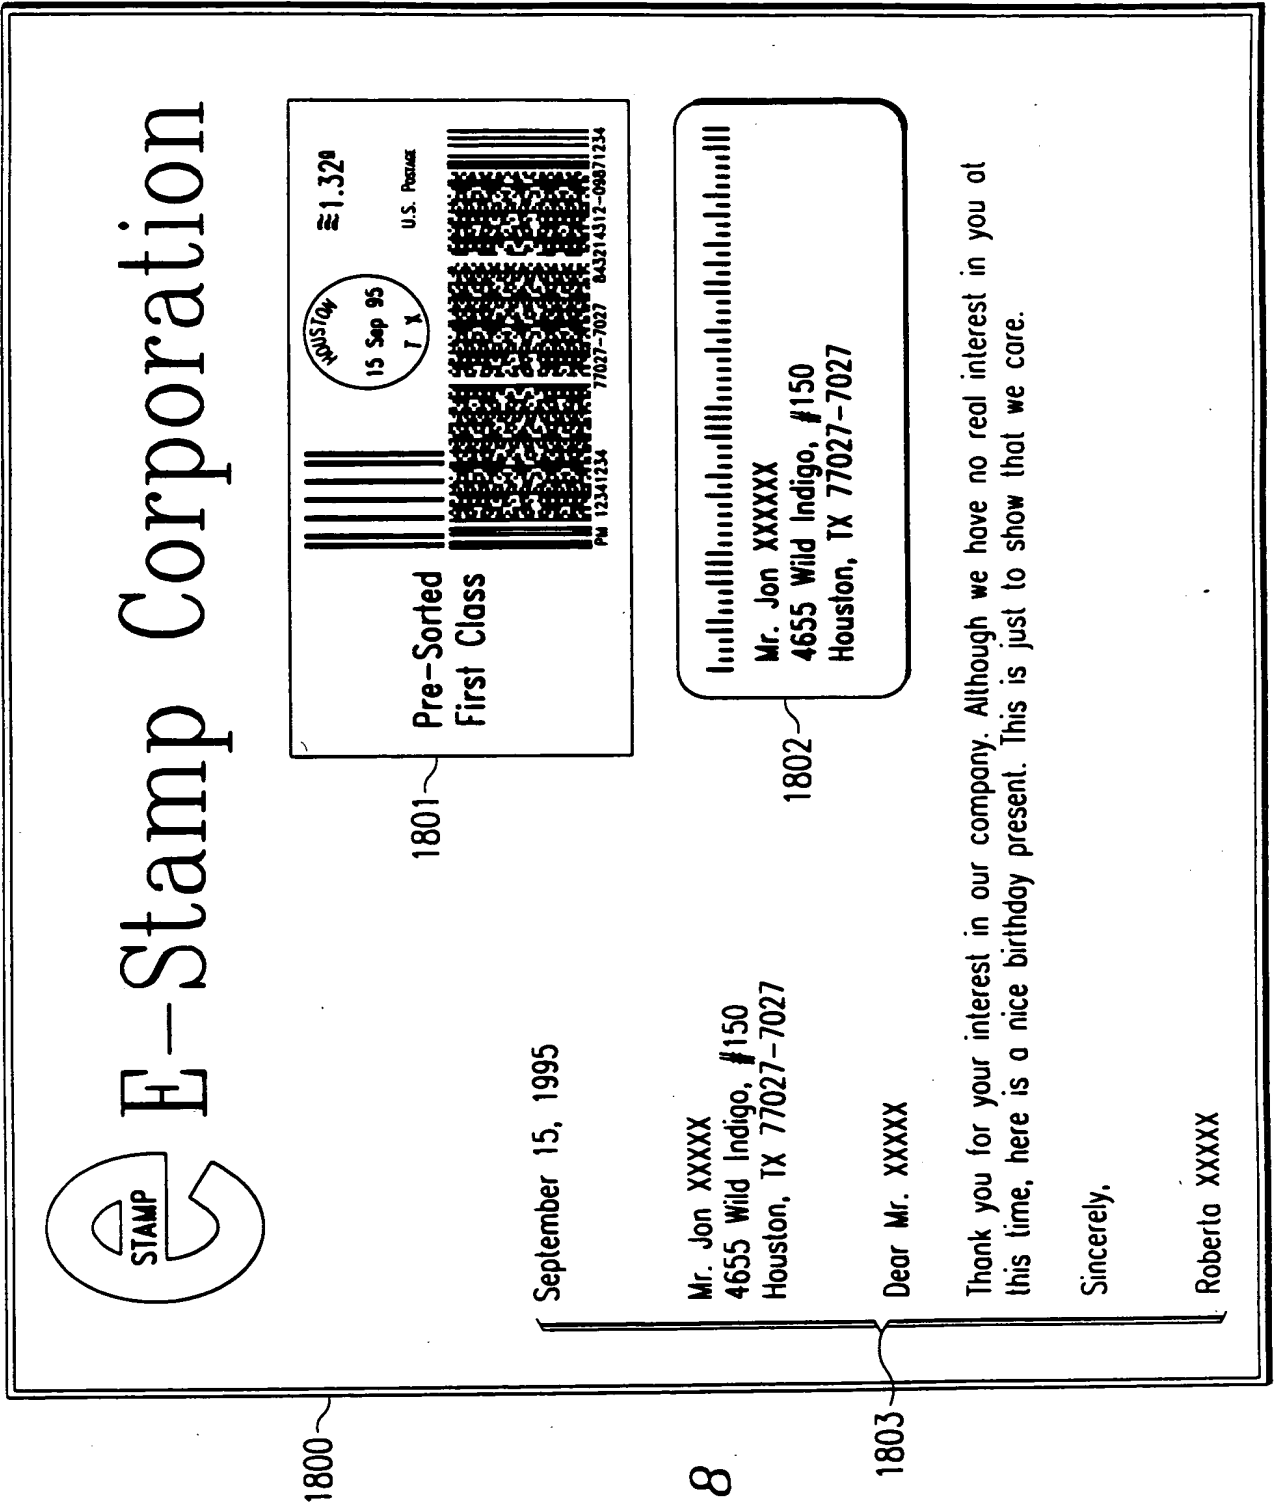 STAMP
E-Stamp Corporation
HOUSTON
15 Sep 95
T X
≅1.32⁰
U.S. POSTAGE
Pre-Sorted
First Class
PM 12341234 77027-7027 843214312-09871234
1801
Mr. Jon XXXXXX
4655 Wild Indigo, #150
Houston, TX 77027-7027
1802
September 15, 1995
Mr. Jon XXXXX
4655 Wild Indigo, #150
Houston, TX 77027-7027
Dear Mr. XXXXX
Thank you for your interest in our company. Although we have no real interest in you at
this time, here is a nice birthday present. This is just to show that we care.
Sincerely,
Roberta XXXXX
1800
1803
8